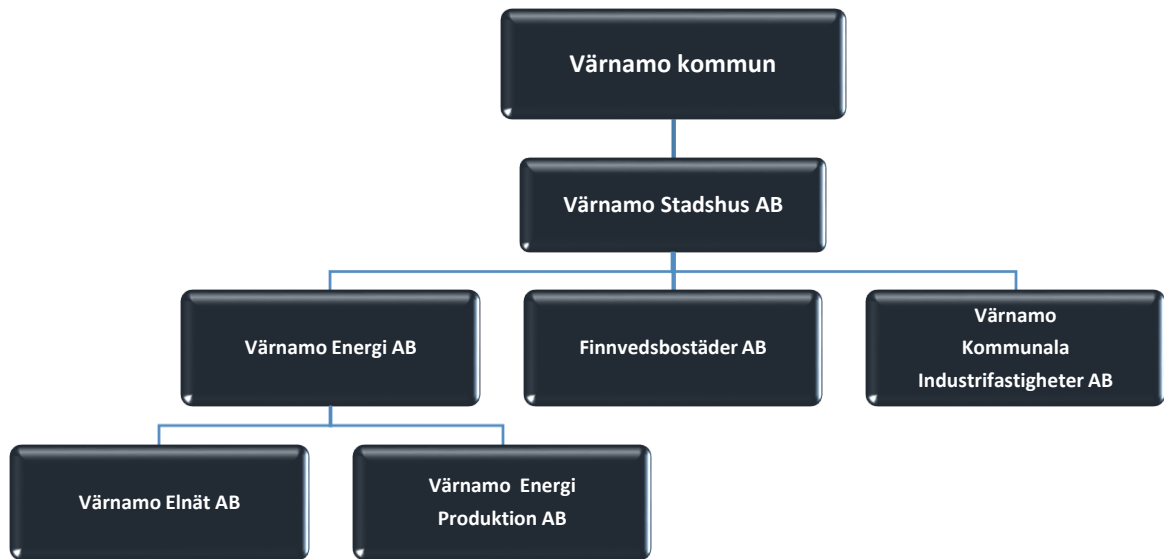 Värnamo kommun
Värnamo Stadshus AB
Värnamo Energi AB
Finnvedsbostäder AB
Värnamo
Kommunala
Industrifastigheter AB
Värnamo Elnät AB
Värnamo Energi
Produktion AB